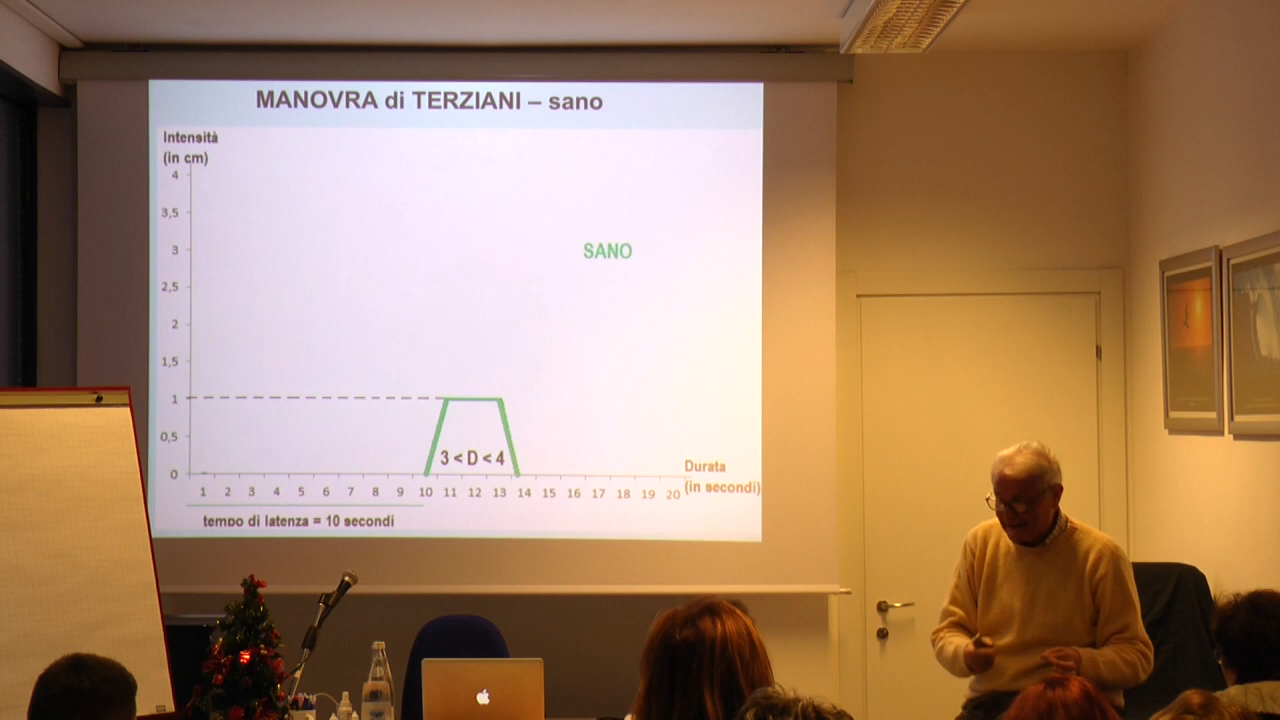 MANOVRA di TERZIANI – sano
Intensità
(in cm)
4
3,5
3
SANO
2,5
2
1,5
1
0,5
3 < D < 4
0
Durata
(in secondi)
1 2 3 4 5 6 7 8 9 10 11 12 13 14 15 16 17 18 19 20
tempo di latenza = 10 secondi